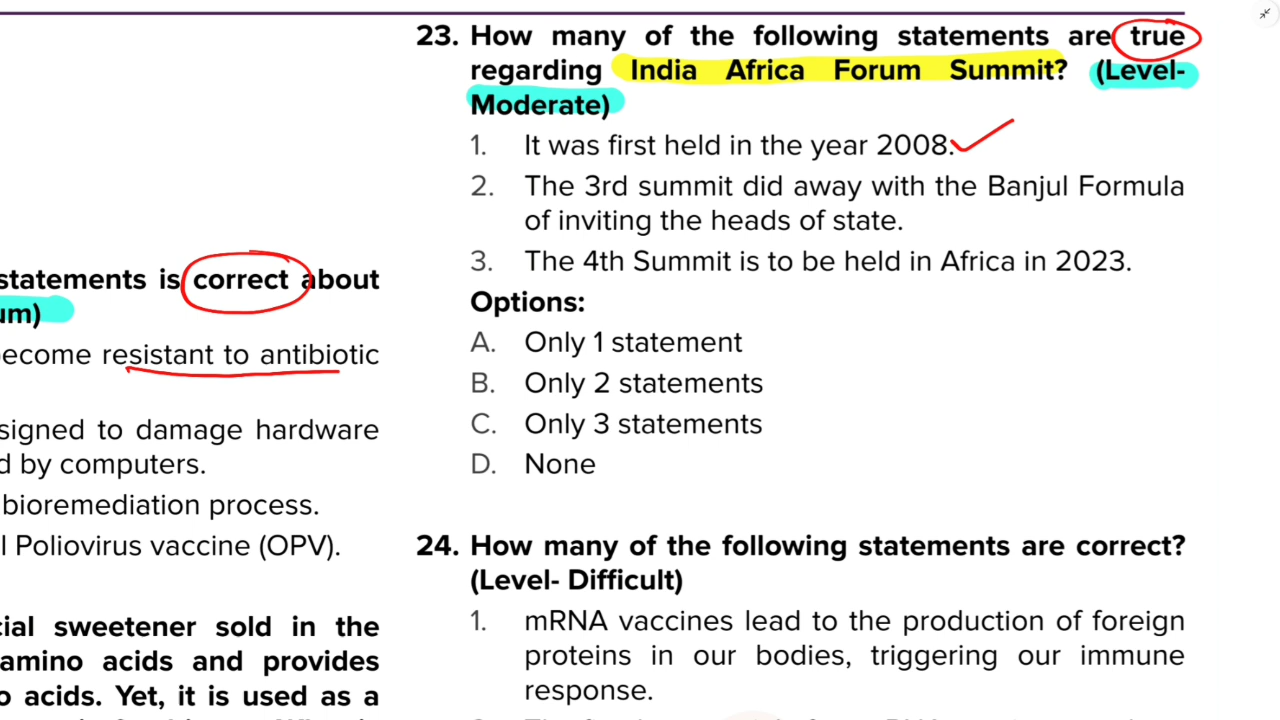 statements is correct about
um)
ecome resistant to antibiotic
signed to damage hardware
d by computers.
bioremediation process.
l Poliovirus vaccine (OPV).
cial sweetener sold in the
amino acids and provides
o acids. Yet, it is used as a
23. How many of the following statements are true
regarding India Africa Forum Summit? (Level-
Moderate)
1. It was first held in the year 2008.
2. The 3rd summit did away with the Banjul Formula
of inviting the heads of state.
3. The 4th Summit is to be held in Africa in 2023.
Options:
A. Only 1 statement
B. Only 2 statements
C. Only 3 statements
D. None
24. How many of the following statements are correct?
(Level- Difficult)
1. mRNA vaccines lead to the production of foreign
proteins in our bodies, triggering our immune
response.